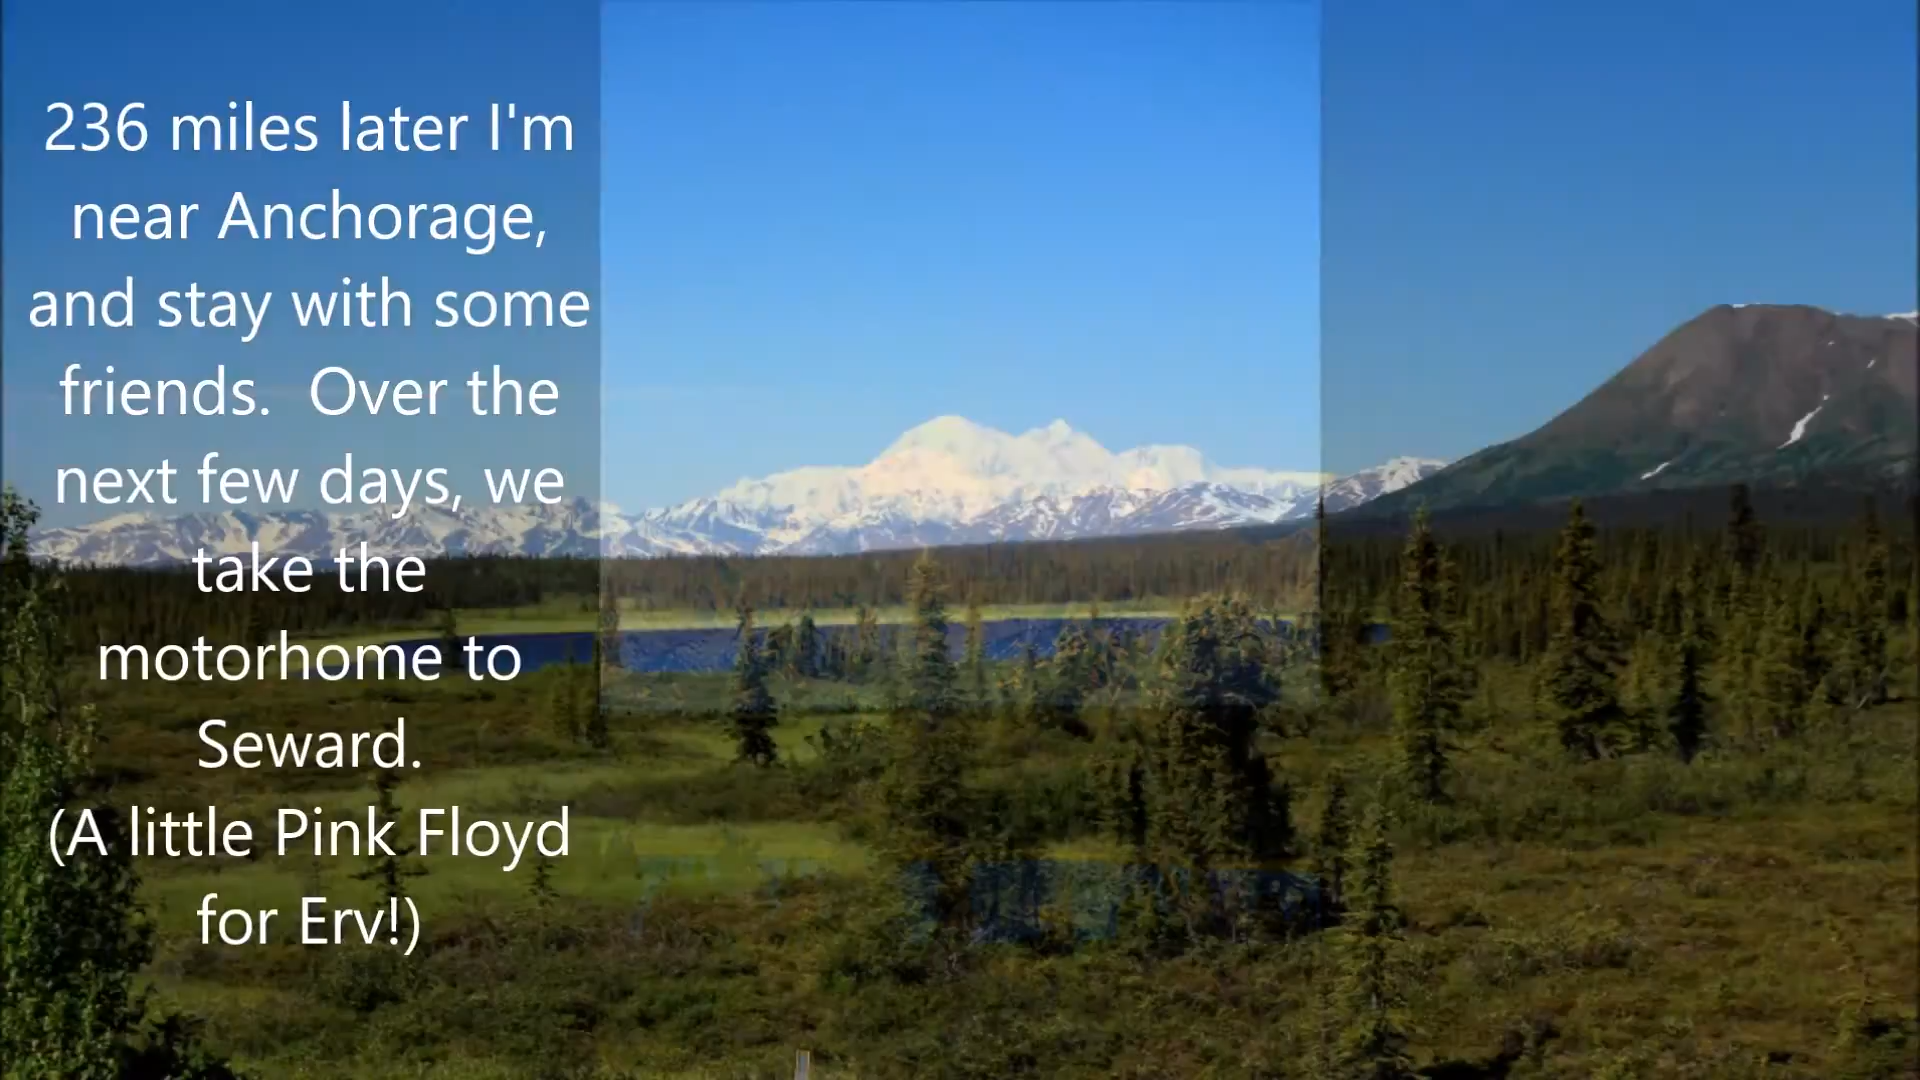 236 miles later I'm
near Anchorage,
and stay with some
friends.  Over the
next few days, we
take the
motorhome to
Seward.
(A little Pink Floyd
for Erv!)